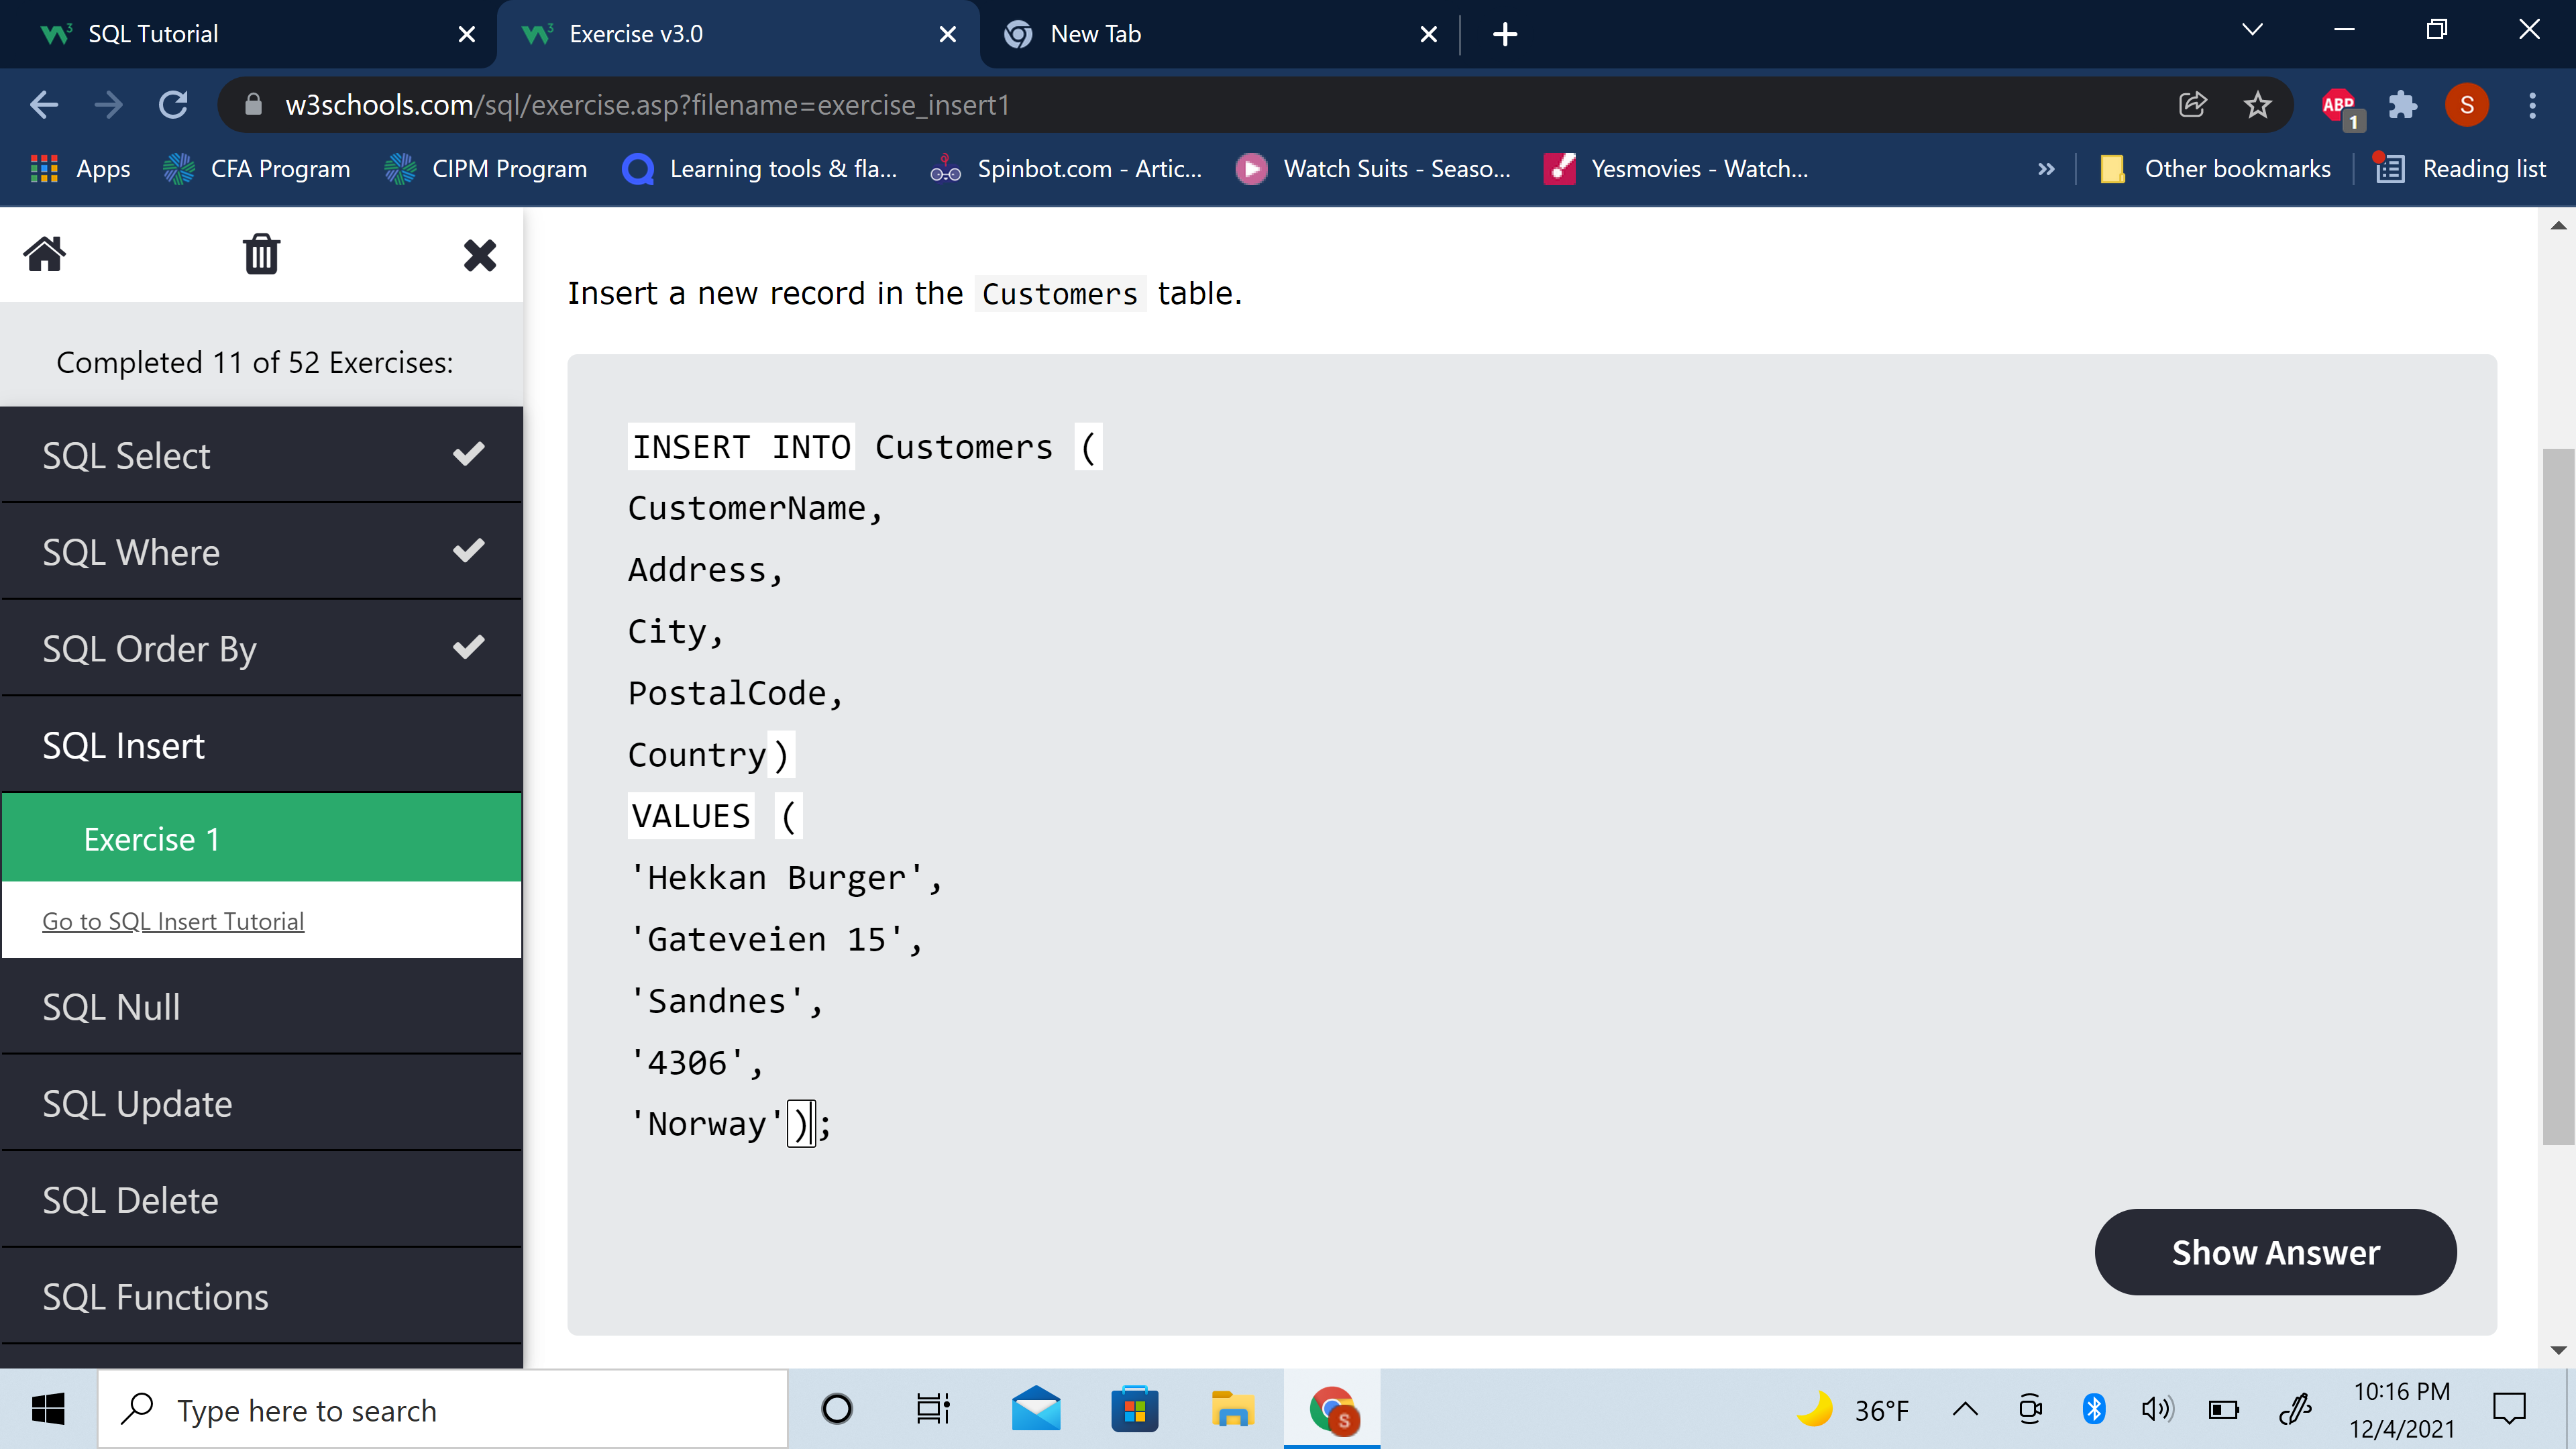 SQL Tutorial
Exercise v3.0
New Tab
w3schools.com/sql/exercise.asp?filename=exercise_insert1
ABP
1
S
Apps
CFA Program
CIPM Program
Learning tools & fla...
Spinbot.com - Artic...
Watch Suits - Seaso...
Yesmovies - Watch...
»
Other bookmarks
Reading list
Completed 11 of 52 Exercises:
SQL Select
SQL Where
SQL Order By
SQL Insert
Exercise 1
Go to SQL Insert Tutorial
SQL Null
SQL Update
SQL Delete
SQL Functions
Insert a new record in the Customers table.
INSERT INTO Customers (
CustomerName,
Address,
City,
PostalCode,
Country)
VALUES (
'Hekkan Burger',
'Gateveien 15',
'Sandnes',
'4306',
'Norway');
Show Answer
Type here to search
S
36°F
10:16 PM
12/4/2021